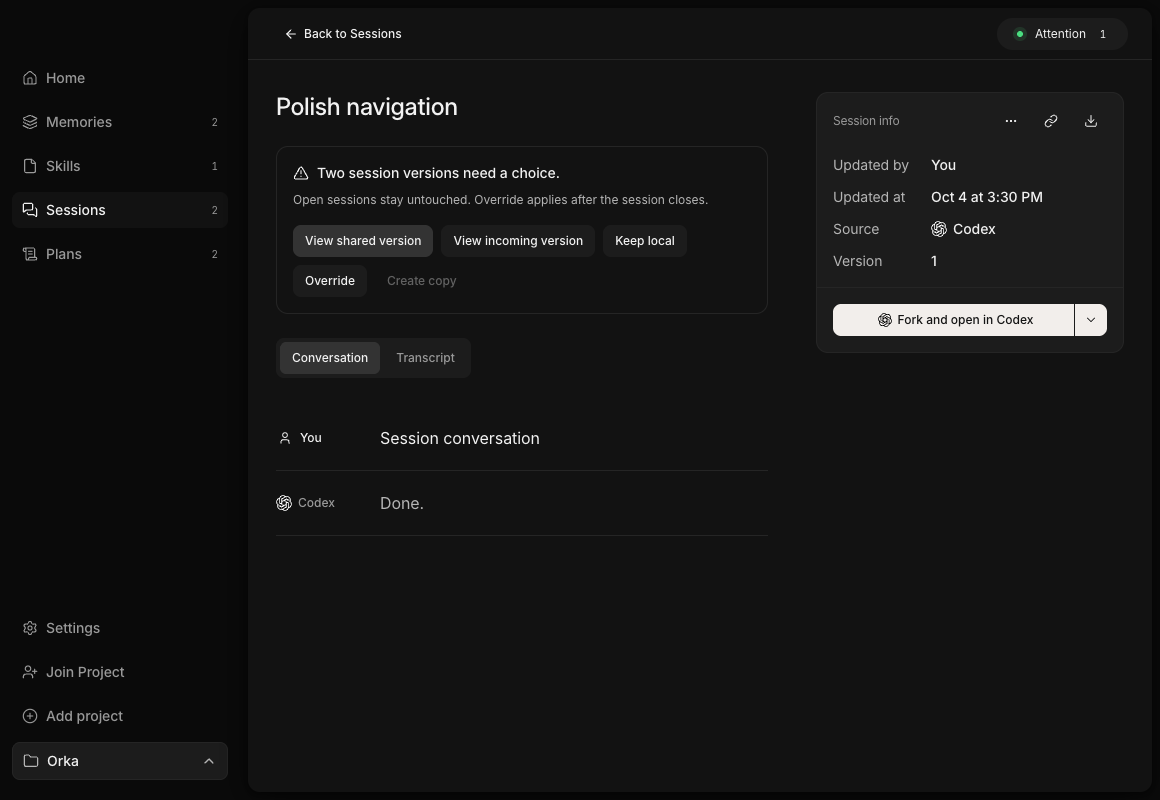 Back to Sessions
Attention 1
Home
Memories 2
Skills 1
Sessions 2
Plans 2
Settings
Join Project
Add project
Orka
Polish navigation
Two session versions need a choice.
Open sessions stay untouched. Override applies after the session closes.
View shared version View incoming version Keep local
Override Create copy
Conversation Transcript
You Session conversation
Codex Done.
Session info
Updated by You
Updated at Oct 4 at 3:30 PM
Source Codex
Version 1
Fork and open in Codex